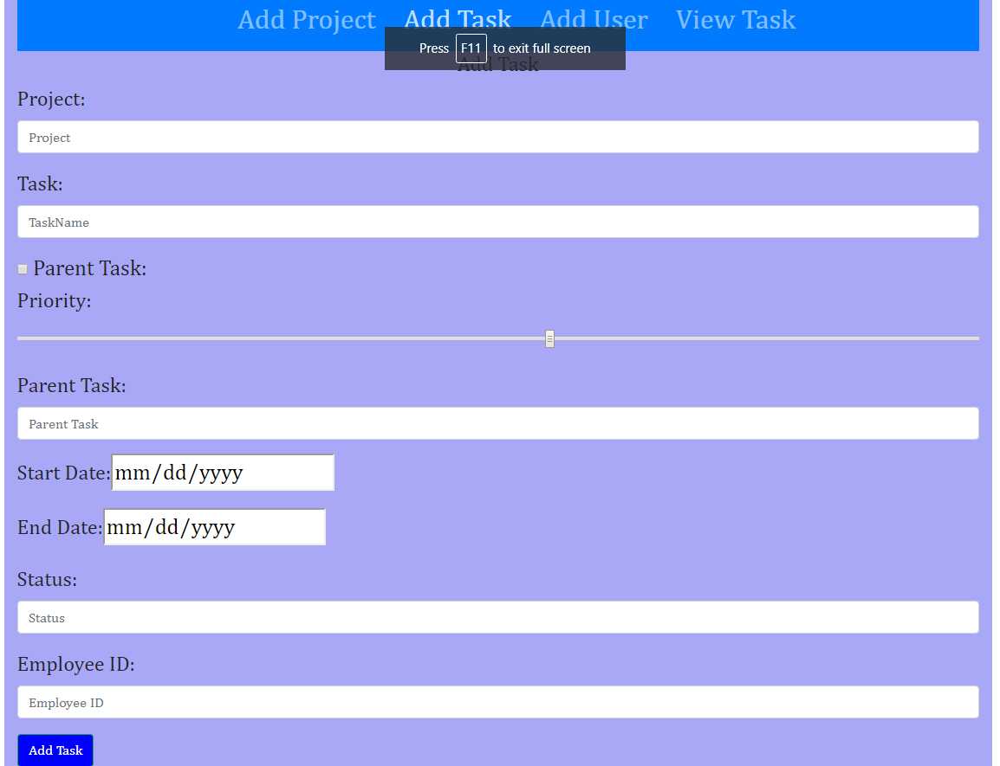 Add Project Add Task Add User View Task
Press F11 to exit full screen
Add Task
Project:
Project
Task:
TaskName
Parent Task:
Priority:
Parent Task:
Parent Task
Start Date: mm/dd/yyyy
End Date: mm/dd/yyyy
Status:
Status
Employee ID:
Employee ID
Add Task